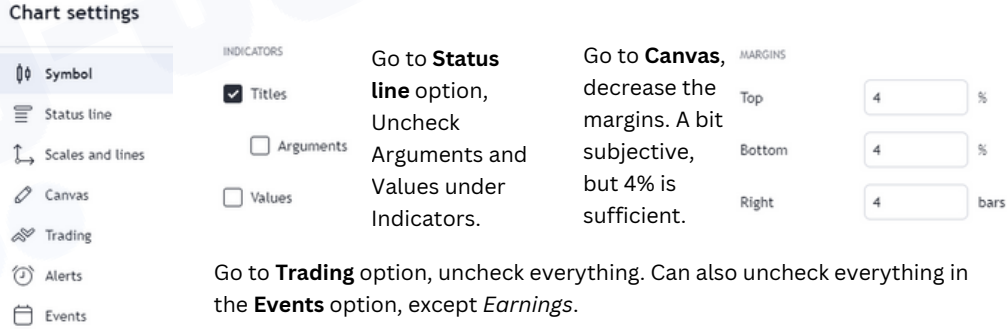 Chart settings
Symbol
Status line
Scales and lines
Canvas
Trading
Alerts
Events
INDICATORS
Titles
Arguments
Values
Go to Status
line option,
Uncheck
Arguments and
Values under
Indicators.
Go to Canvas,
decrease the
margins. A bit
subjective,
but 4% is
sufficient.
MARGINS
Top 4 %
Bottom 4 %
Right 4 bars
Go to Trading option, uncheck everything. Can also uncheck everything in
the Events option, except Earnings.